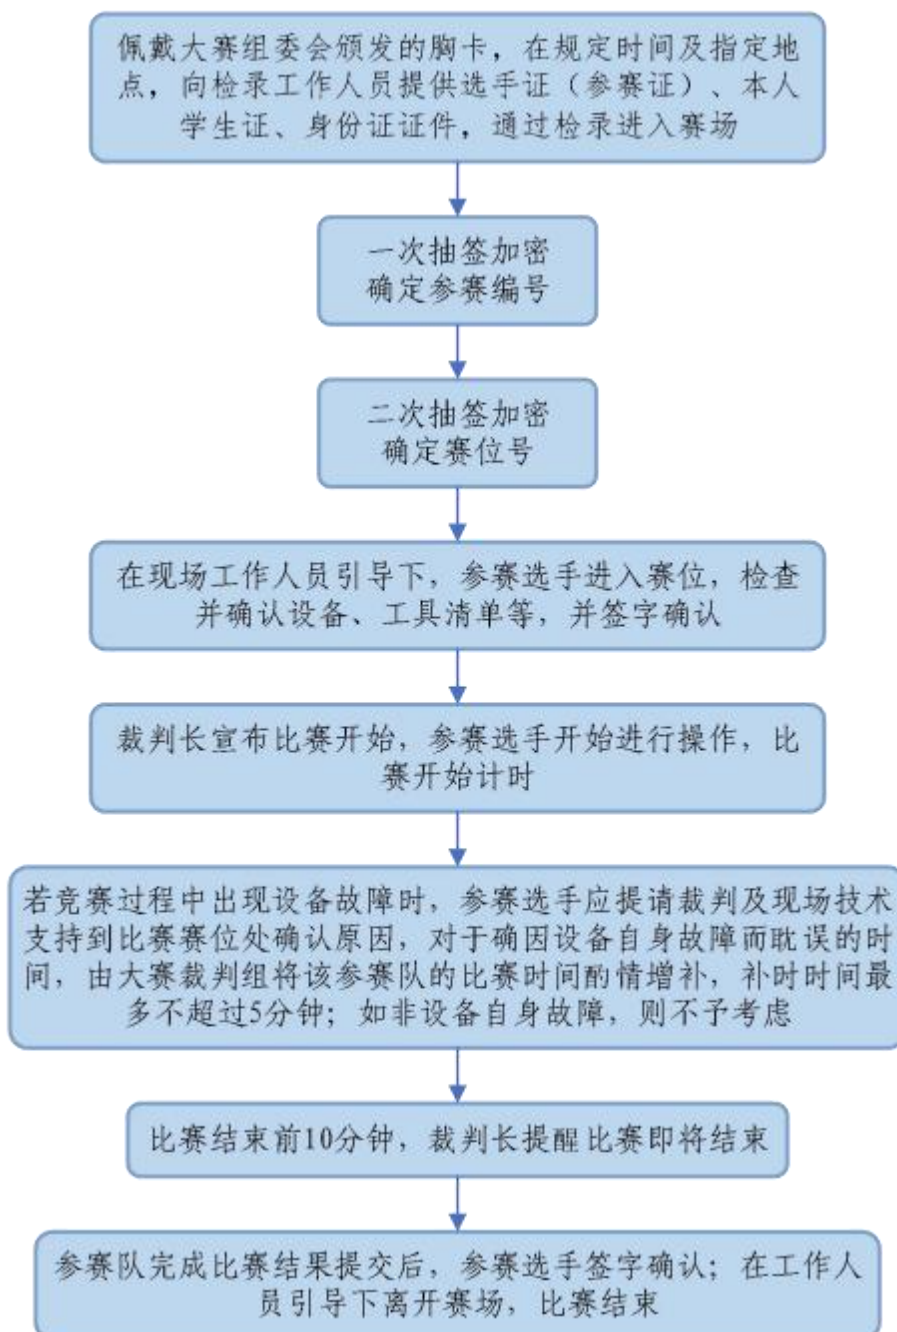 佩戴大赛组委会颁发的胸卡，在规定时间及指定地
点，向检录工作人员提供选手证（参赛证）、本人
学生证、身份证证件，通过检录进入赛场
一次抽签加密
确定参赛编号
二次抽签加密
确定赛位号
在现场工作人员引导下，参赛选手进入赛位，检查
并确认设备、工具清单等，并签字确认
裁判长宣布比赛开始，参赛选手开始进行操作，比
赛开始计时
若竞赛过程中出现设备故障时，参赛选手应提请裁判及现场技术
支持到比赛赛位处确认原因，对于确因设备自身故障而耽误的时
间，由大赛裁判组将该参赛队的比赛时间酌情增补，补时时间最
多不超过5分钟；如非设备自身故障，则不予考虑
比赛结束前10分钟，裁判长提醒比赛即将结束
参赛队完成比赛结果提交后，参赛选手签字确认；在工作人
员引导下离开赛场，比赛结束